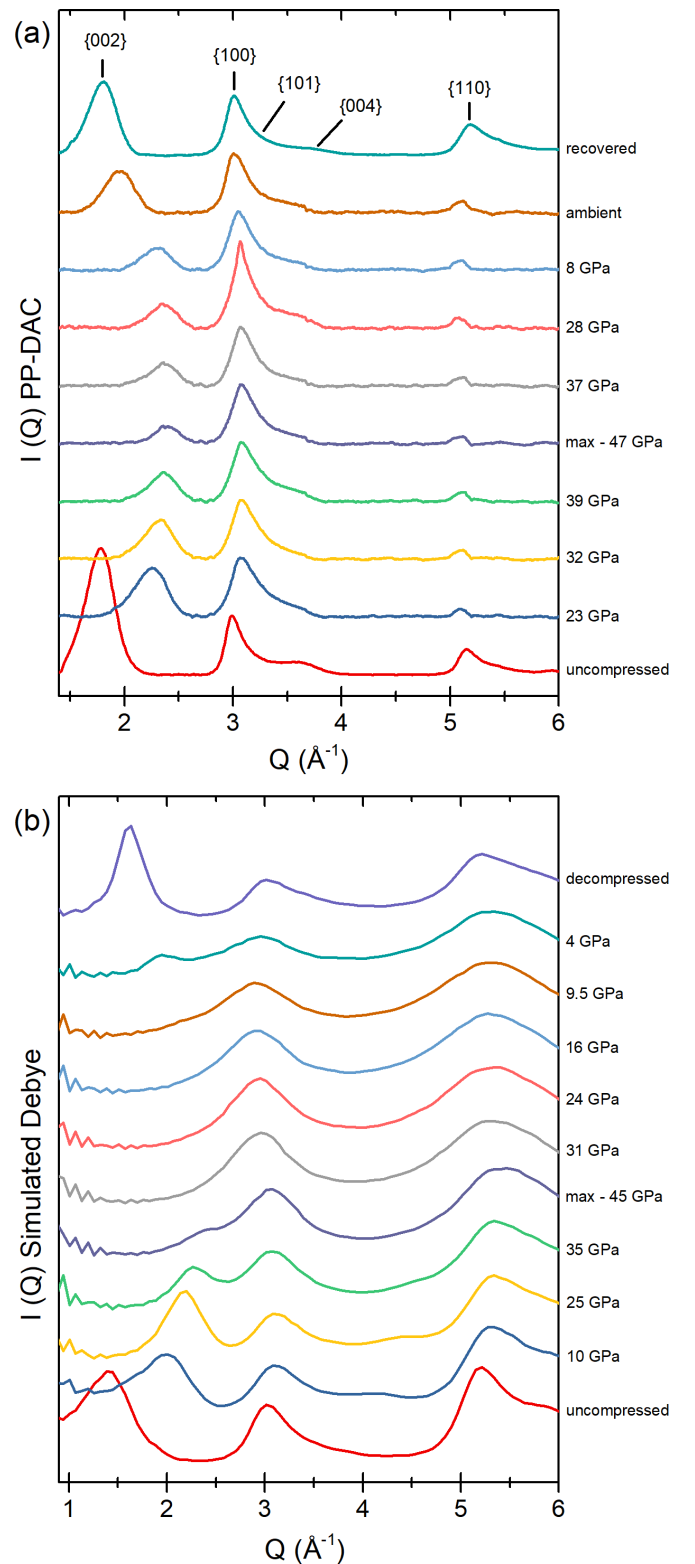 (a)
{002}
{100}
{101}
{004}
{110}
recovered
ambient
8 GPa
28 GPa
37 GPa
max - 47 GPa
39 GPa
32 GPa
23 GPa
uncompressed
I (Q) PP-DAC
2 3 4 5 6
Q (Å⁻¹)
(b)
decompressed
4 GPa
9.5 GPa
16 GPa
24 GPa
31 GPa
max - 45 GPa
35 GPa
25 GPa
10 GPa
uncompressed
I (Q) Simulated Debye
1 2 3 4 5 6
Q (Å⁻¹)